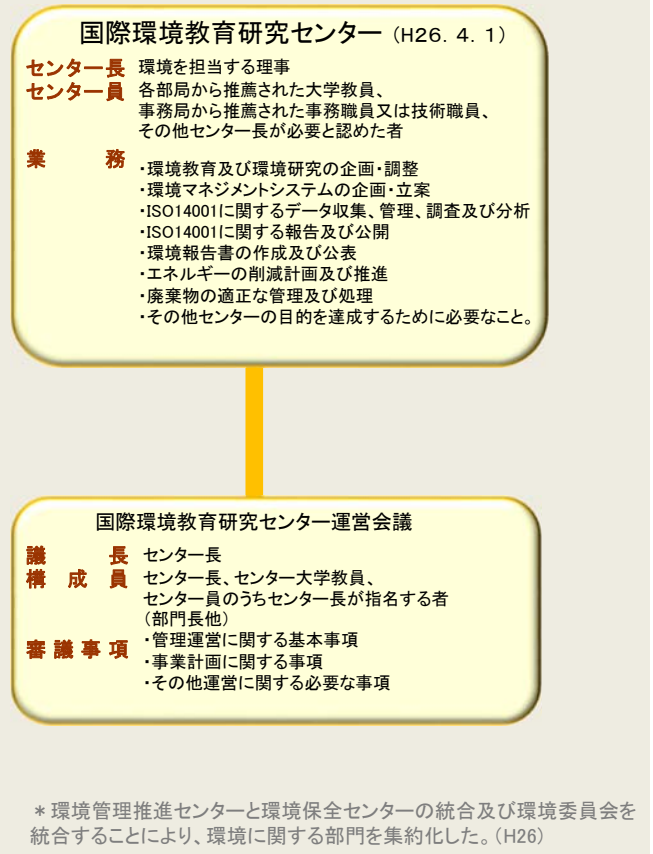 国際環境教育研究センター（H26．4．1）
センター長 環境を担当する理事
センター員 各部局から推薦された大学教員、
事務局から推薦された事務職員又は技術職員、
その他センター長が必要と認めた者
業　　務
・環境教育及び環境研究の企画・調整
・環境マネジメントシステムの企画・立案
・ISO14001に関するデータ収集、管理、調査及び分析
・ISO14001に関する報告及び公開
・環境報告書の作成及び公表
・エネルギーの削減計画及び推進
・廃棄物の適正な管理及び処理
・その他センターの目的を達成するために必要なこと。
国際環境教育研究センター運営会議
議　　長 センター長
構　成　員 センター長、センター大学教員、
センター員のうちセンター長が指名する者
（部門長他）
審議事項 ・管理運営に関する基本事項
・事業計画に関する事項
・その他運営に関する必要な事項
＊環境管理推進センターと環境保全センターの統合及び環境委員会を
統合することにより、環境に関する部門を集約化した。（H26）